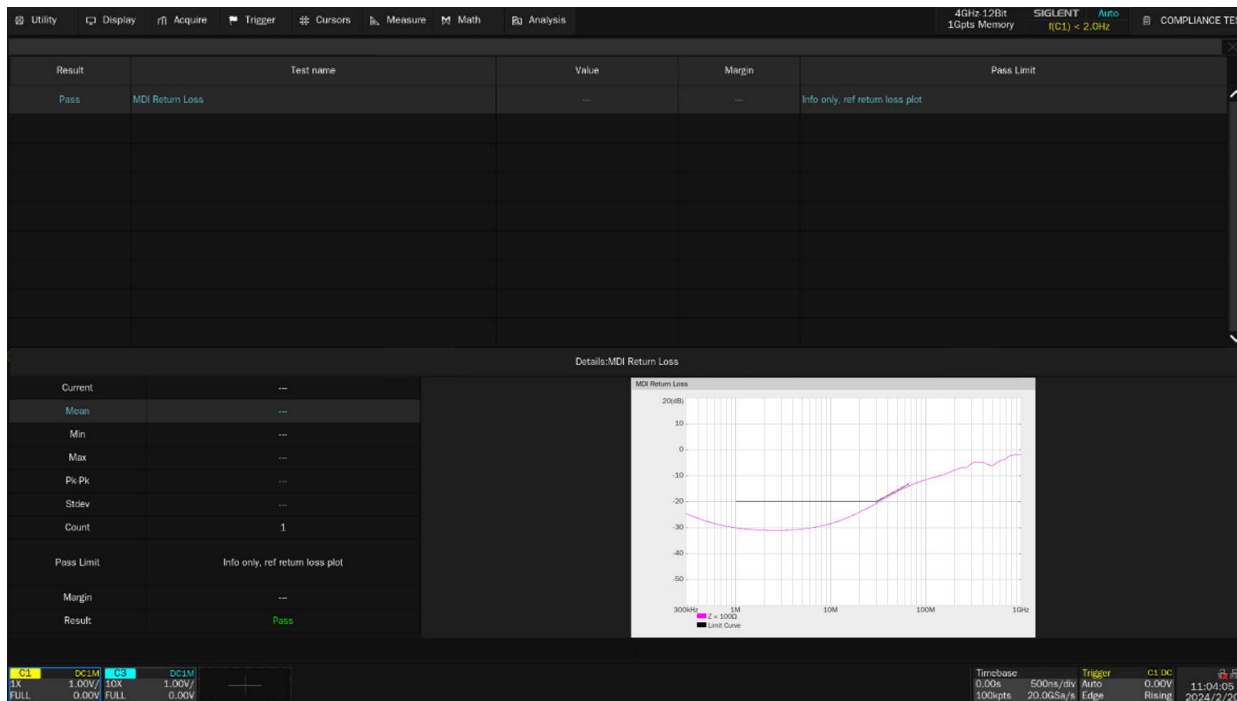 Utility Display Acquire Trigger Cursors Measure Math Analysis
4GHz-12Bit SIGLENT Auto
1Gpts Memory f(C1) < 2.0Hz
COMPLIANCE TES
Result Test name Value Margin Pass Limit
Pass MDI Return Loss --- --- Info only, ref return loss plot
Details:MDI Return Loss
Current ---
Mean ---
Min ---
Max ---
Pk-Pk ---
Stdev ---
Count 1
Pass Limit Info only, ref return loss plot
Margin ---
Result Pass
MDI Return Loss
20(dB)
10
0
-10
-20
-30
-40
-50
300kHz 1M 10M 100M 1GHz
Z = 100Ω
Limit Curve
C1 DC1M C3 DC1M
1X 1.00V/ 10X 1.00V/
FULL 0.00V FULL 0.00V
Timebase Trigger C1 DC
0.00s 500ns/div Auto 0.00V
100kpts 20.0GSa/s Edge Rising
11:04:05
2024/2/20